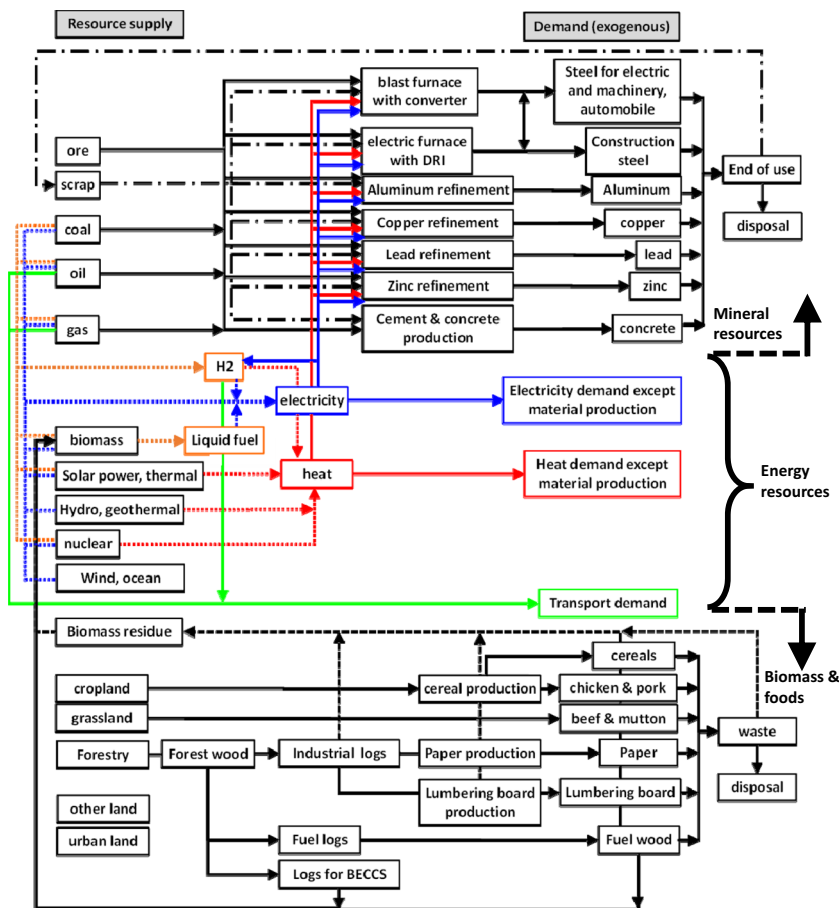 Resource supply
Demand (exogenous)
blast furnace
with converter
Steel for electric
and machinery,
automobile
ore
electric furnace
with DRI
Construction
steel
End of use
scrap
Aluminum refinement
Aluminum
coal
Copper refinement
copper
disposal
Lead refinement
lead
oil
Zinc refinement
zinc
gas
Cement & concrete
production
concrete
Mineral
resources
H2
electricity
Electricity demand except
material production
biomass
Liquid fuel
Solar power, thermal
heat
Heat demand except
material production
Energy
resources
Hydro, geothermal
nuclear
Wind, ocean
Transport demand
Biomass residue
cereals
Biomass &
foods
cropland
cereal production
chicken & pork
grassland
beef & mutton
waste
Forestry
Forest wood
Industrial logs
Paper production
Paper
disposal
Lumbering board
production
Lumbering board
other land
urban land
Fuel logs
Fuel wood
Logs for BECCS